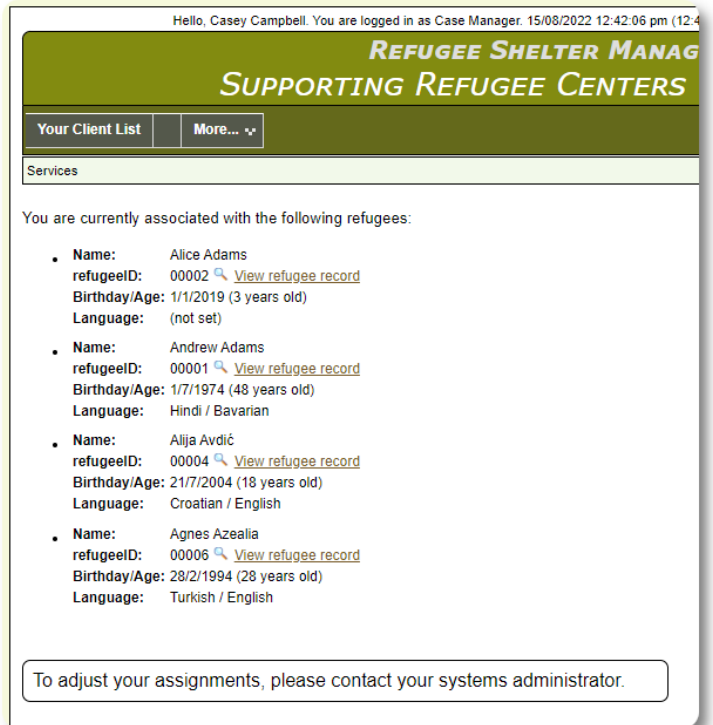 Hello, Casey Campbell. You are logged in as Case Manager. 15/08/2022 12:42:06 pm (12:4
REFUGEE SHELTER MANAG
SUPPORTING REFUGEE CENTERS
Your Client List More...
Services
You are currently associated with the following refugees:
Name: Alice Adams
refugeeID: 00002 View refugee record
Birthday/Age: 1/1/2019 (3 years old)
Language: (not set)
Name: Andrew Adams
refugeeID: 00001 View refugee record
Birthday/Age: 1/7/1974 (48 years old)
Language: Hindi / Bavarian
Name: Alija Avdić
refugeeID: 00004 View refugee record
Birthday/Age: 21/7/2004 (18 years old)
Language: Croatian / English
Name: Agnes Azealia
refugeeID: 00006 View refugee record
Birthday/Age: 28/2/1994 (28 years old)
Language: Turkish / English
To adjust your assignments, please contact your systems administrator.